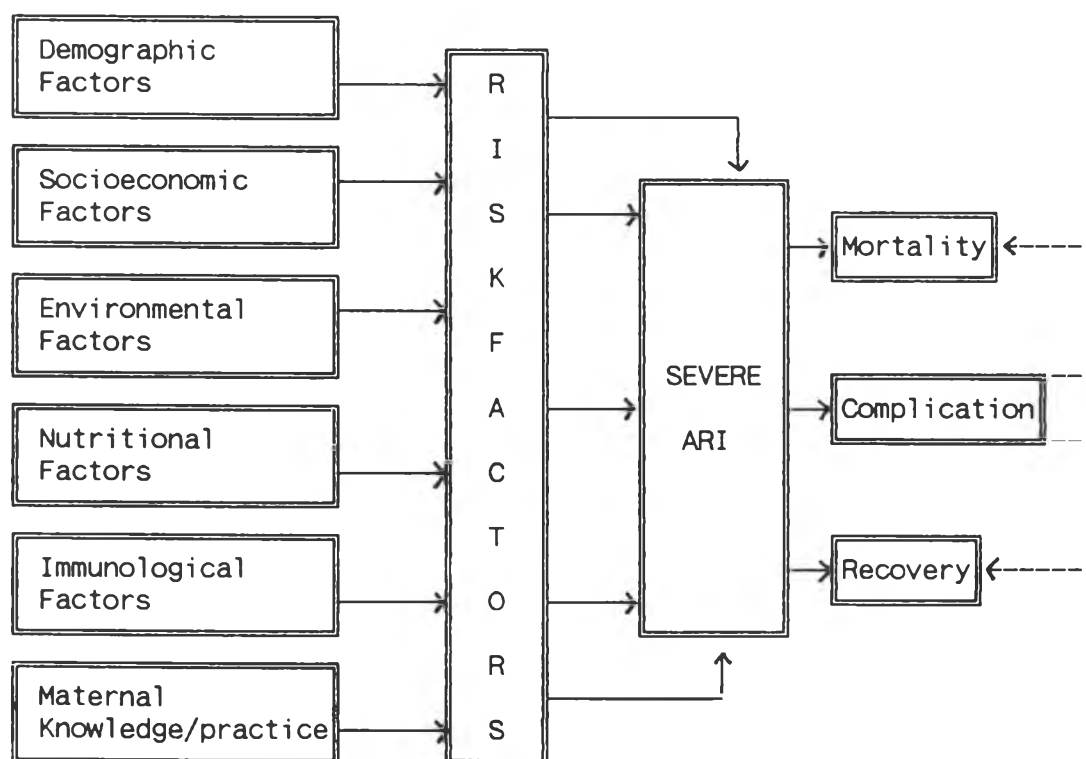 Demographic
Factors
Socioeconomic
Factors
Environmental
Factors
Nutritional
Factors
Immunological
Factors
Maternal
Knowledge/practice
R
I
S
K
F
A
C
T
O
R
S
SEVERE
ARI
Mortality
Complication
Recovery